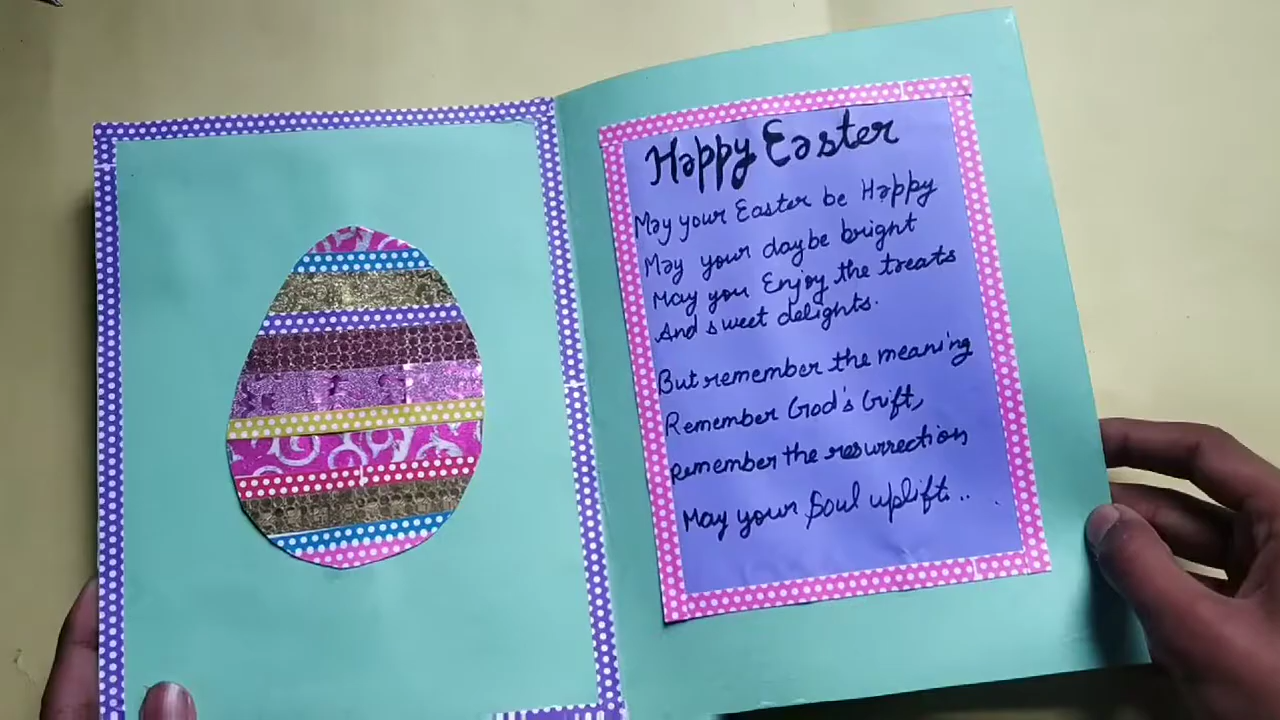 Happy Easter
May your Easter be Happy
May your day be bright
May you Enjoy the treats
And sweet delights.
But remember the meaning
Remember God's Gift,
Remember the resurrection
May your Soul uplift..